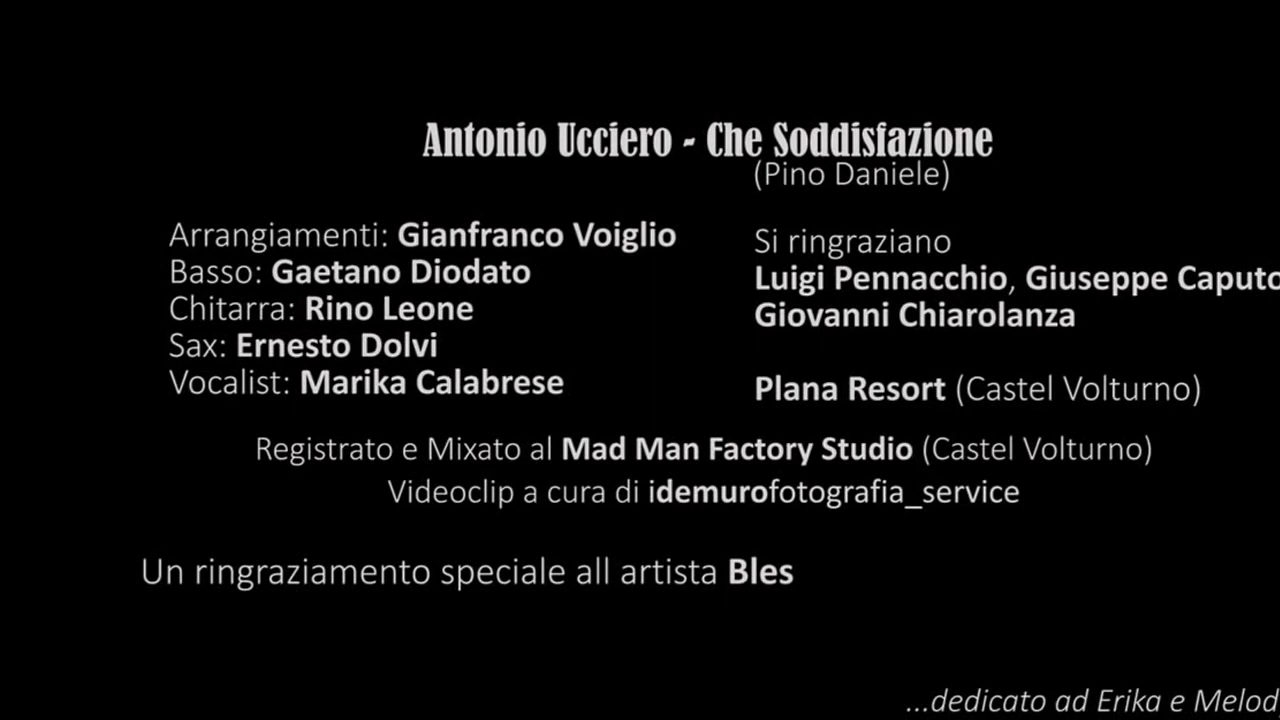 Antonio Ucciero - Che Soddisfazione
(Pino Daniele)
Arrangiamenti: Gianfranco Voiglio
Basso: Gaetano Diodato
Chitarra: Rino Leone
Sax: Ernesto Dolvi
Vocalist: Marika Calabrese
Si ringraziano
Luigi Pennacchio, Giuseppe Caputo
Giovanni Chiarolanza
Plana Resort (Castel Volturno)
Registrato e Mixato al Mad Man Factory Studio (Castel Volturno)
Videoclip a cura di idemurofotografia_service
Un ringraziamento speciale all artista Bles
...dedicato ad Erika e Melod